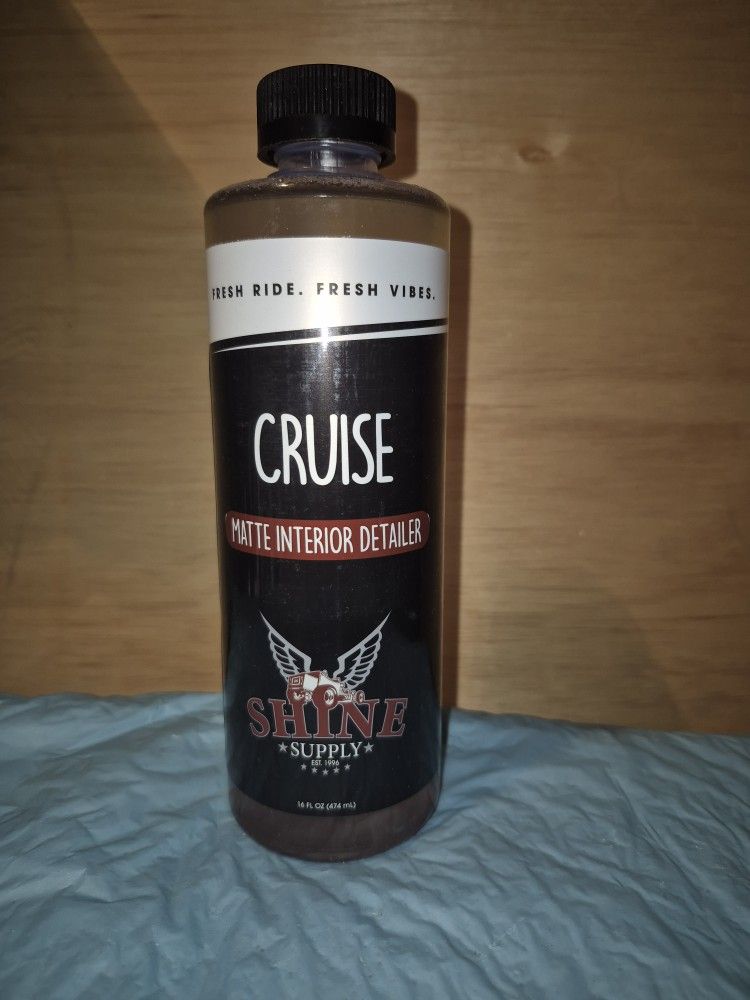 FRESH RIDE. FRESH VIBES.
CRUISE
MATTE INTERIOR DETAILER
SHINE
★SUPPLY★
EST. 1996
16 FL OZ (474 mL)